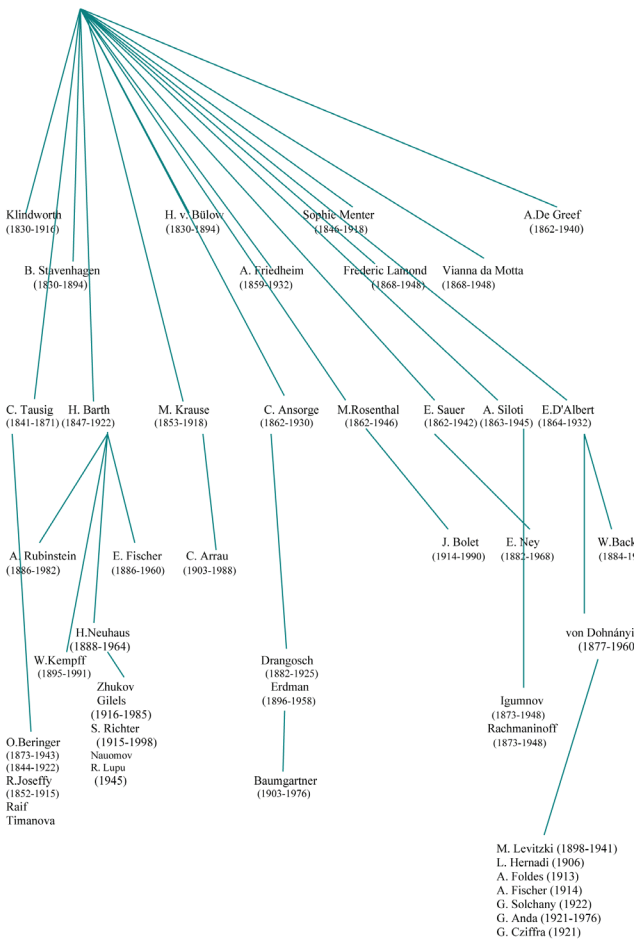 Klindworth
(1830-1916)
H. v. Bülow
(1830-1894)
Sophie Menter
(1846-1918)
A.De Greef
(1862-1940)
B. Stavenhagen
(1830-1894)
A. Friedheim
(1859-1932)
Frederic Lamond
(1868-1948)
Vianna da Motta
(1868-1948)
C. Tausig
(1841-1871)
H. Barth
(1847-1922)
M. Krause
(1853-1918)
C. Ansorge
(1862-1930)
M.Rosenthal
(1862-1946)
E. Sauer
(1862-1942)
A. Siloti
(1863-1945)
E.D'Albert
(1864-1932)
A. Rubinstein
(1886-1982)
E. Fischer
(1886-1960)
C. Arrau
(1903-1988)
J. Bolet
(1914-1990)
E. Ney
(1882-1968)
W.Back
(1884-19
H.Neuhaus
(1888-1964)
W.Kempff
(1895-1991)
Zhukov
Gilels
(1916-1985)
S. Richter
(1915-1998)
Nauomov
R. Lupu
(1945)
Drangosch
(1882-1925)
Erdman
(1896-1958)
Baumgartner
(1903-1976)
von Dohnányi
(1877-1960
Igumnov
(1873-1948)
Rachmaninoff
(1873-1948)
O.Beringer
(1873-1943)
(1844-1922)
R.Joseffy
(1852-1915)
Raif
Timanova
M. Levitzki (1898-1941)
L. Hernadi (1906)
A. Foldes (1913)
A. Fischer (1914)
G. Solchany (1922)
G. Anda (1921-1976)
G. Cziffra (1921)